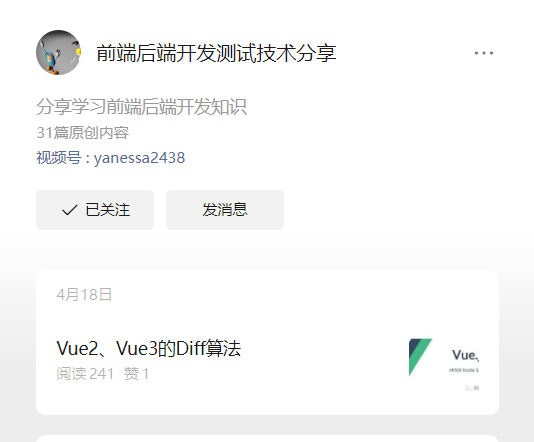 前端后端开发测试技术分享
分享学习前端后端开发知识
31篇原创内容
视频号 : yanessa2438
已关注
发消息
4月18日
Vue2、Vue3的Diff算法
阅读 241 赞 1
Vue.